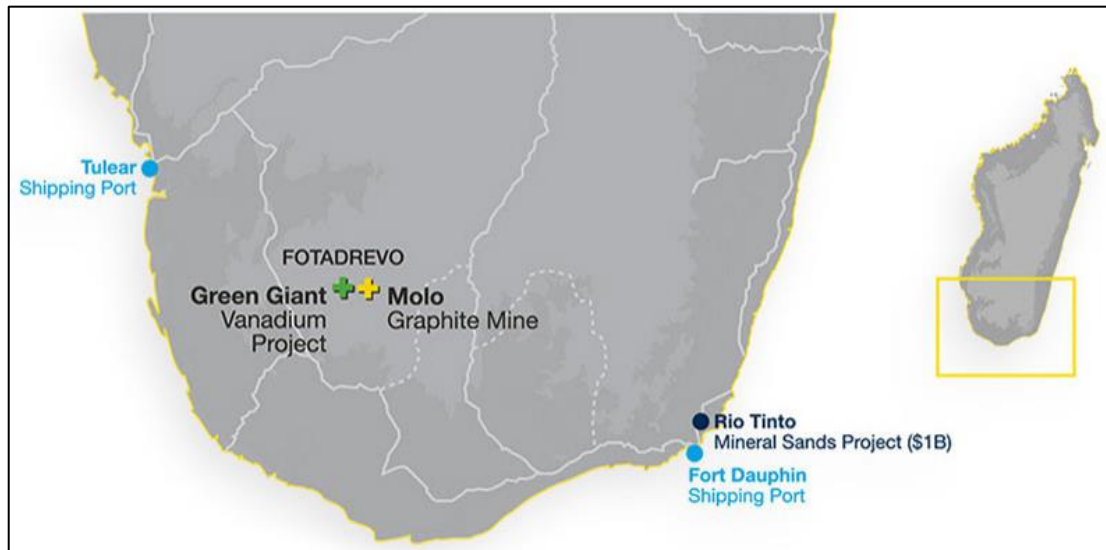 Tulear
Shipping Port
FOTADREVO
Green Giant
Vanadium
Project
Molo
Graphite Mine
Rio Tinto
Mineral Sands Project ($1B)
Fort Dauphin
Shipping Port